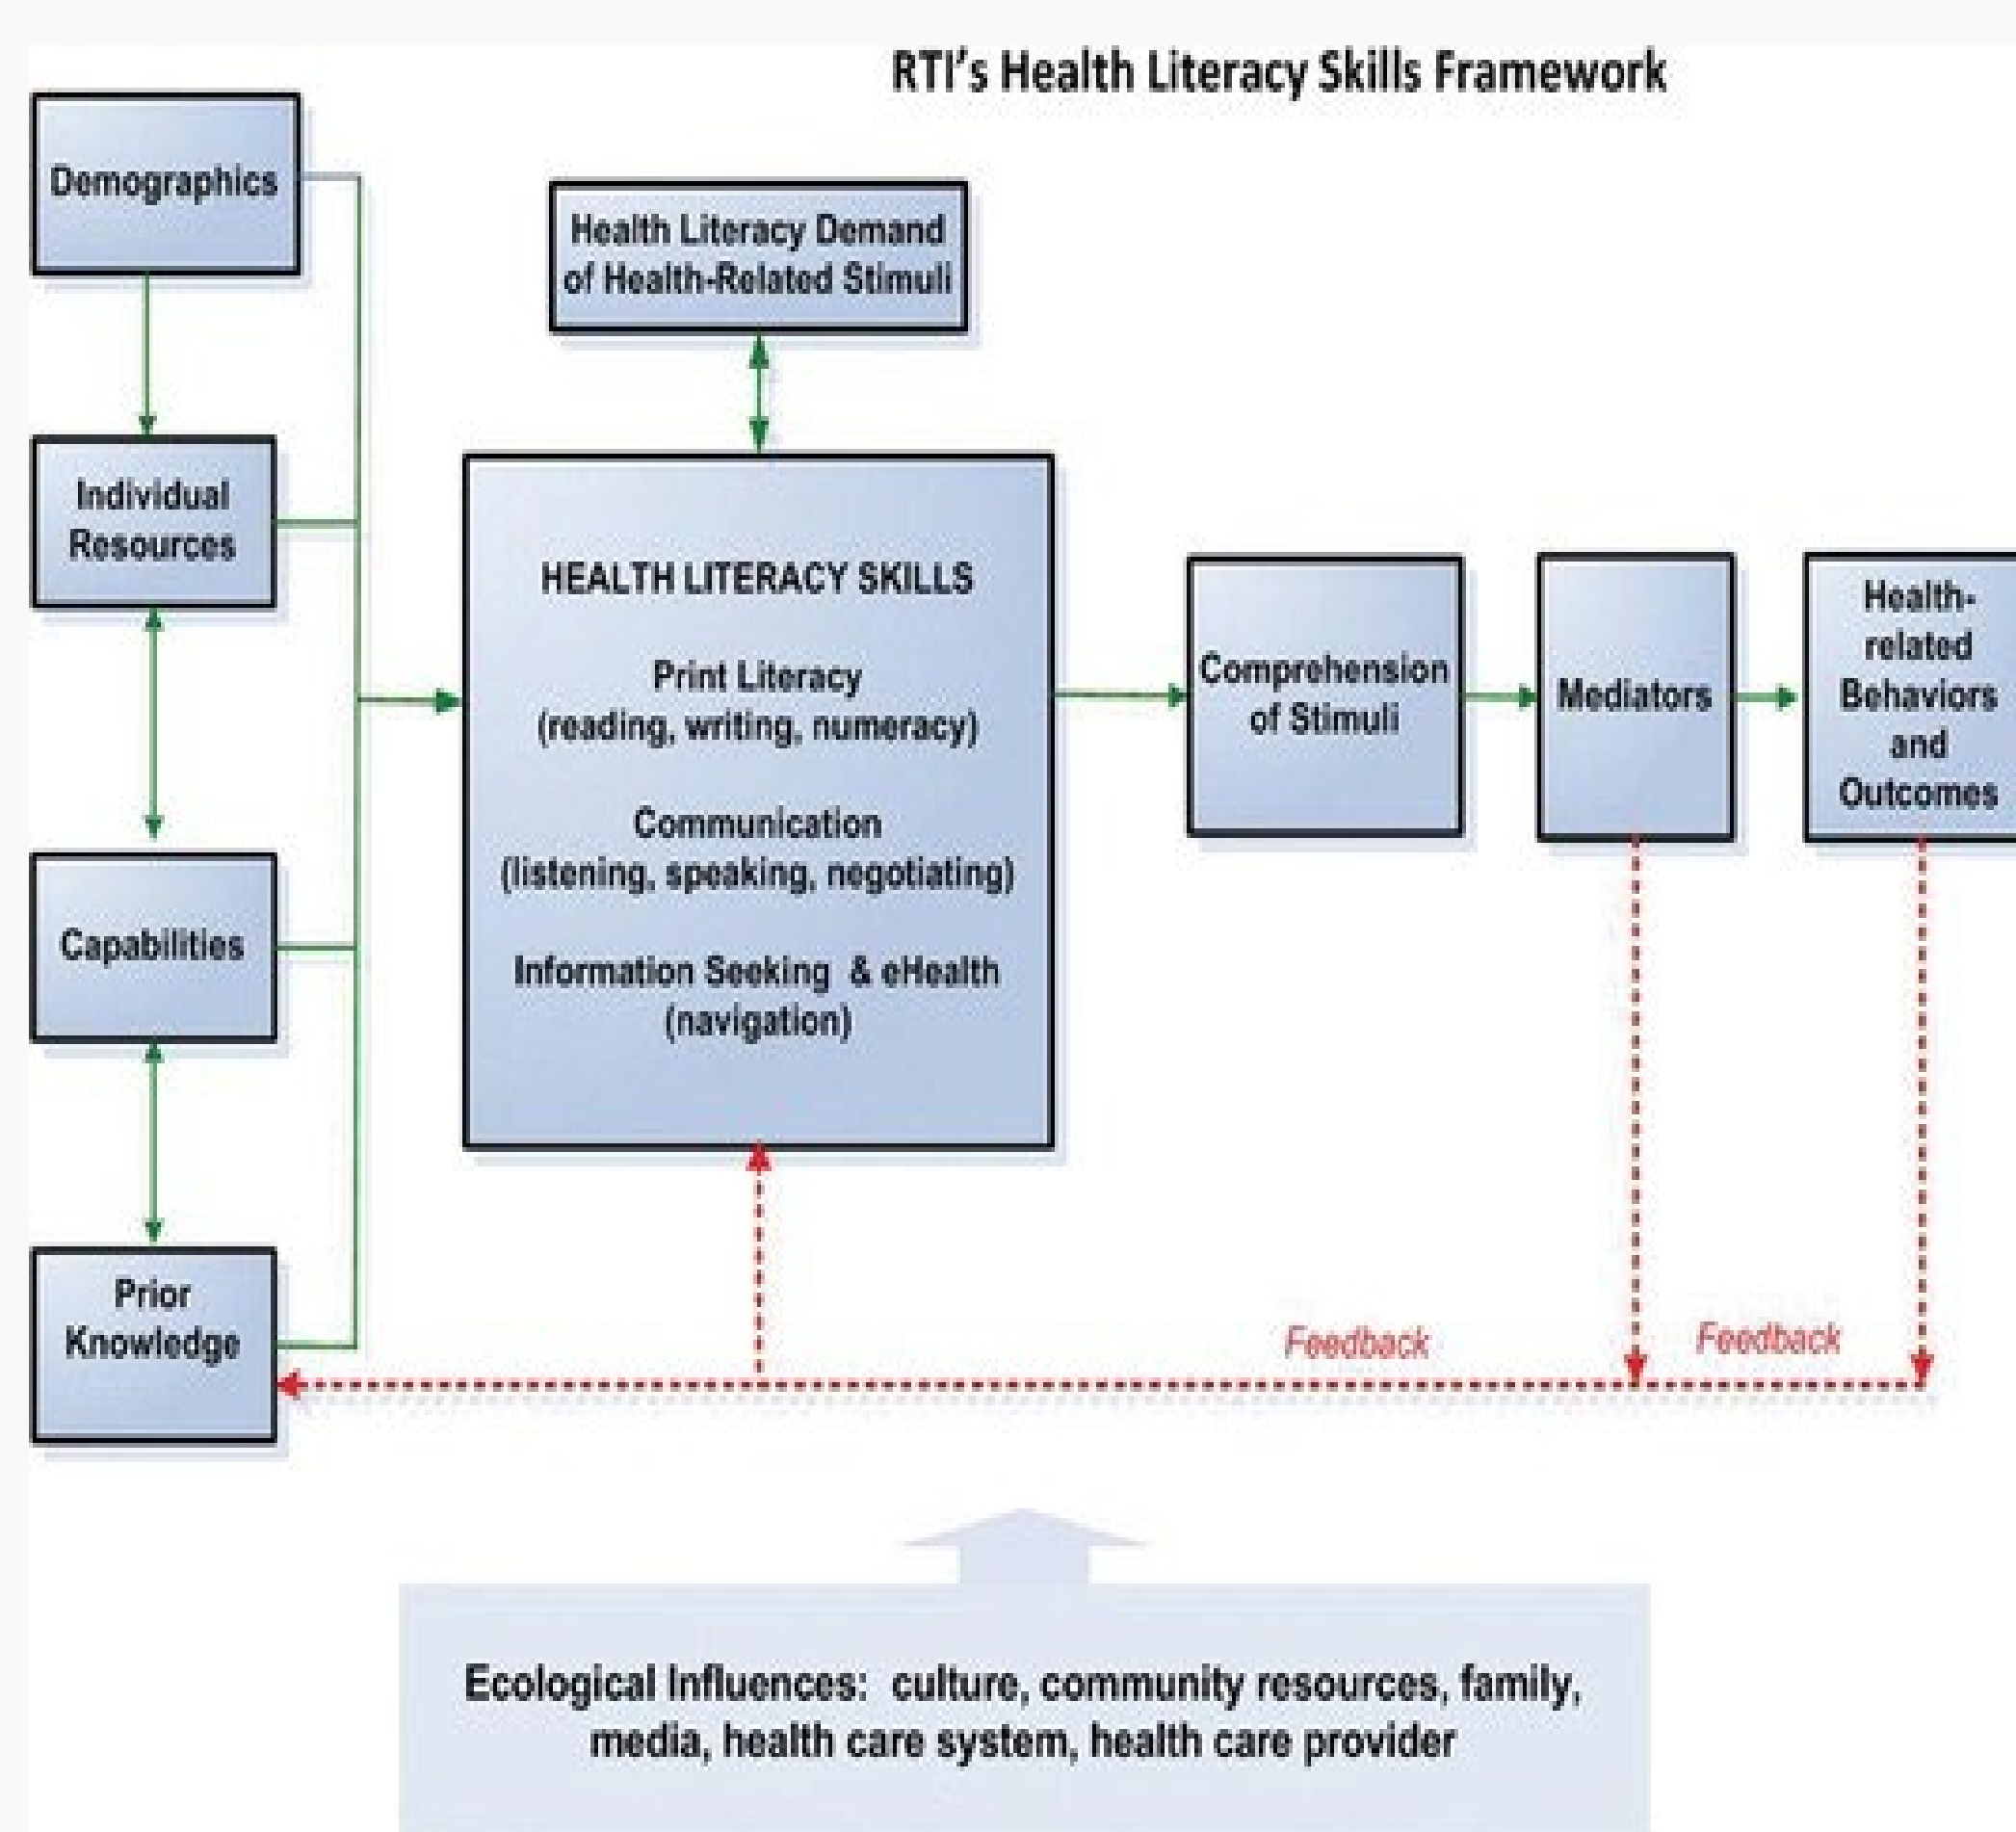 RTI's Health Literacy Skills Framework
Demographics
Health Literacy Demand
of Health-Related Stimuli
Individual
Resources
HEALTH LITERACY SKILLS
Print Literacy
(reading, writing, numeracy)
Communication
(listening, speaking, negotiating)
Information Seeking & eHealth
(navigation)
Comprehension
of Stimuli
Mediators
Health-
related
Behaviors
and
Outcomes
Capabilities
Prior
Knowledge
Feedback
Feedback
Ecological Influences: culture, community resources, family,
media, health care system, health care provider